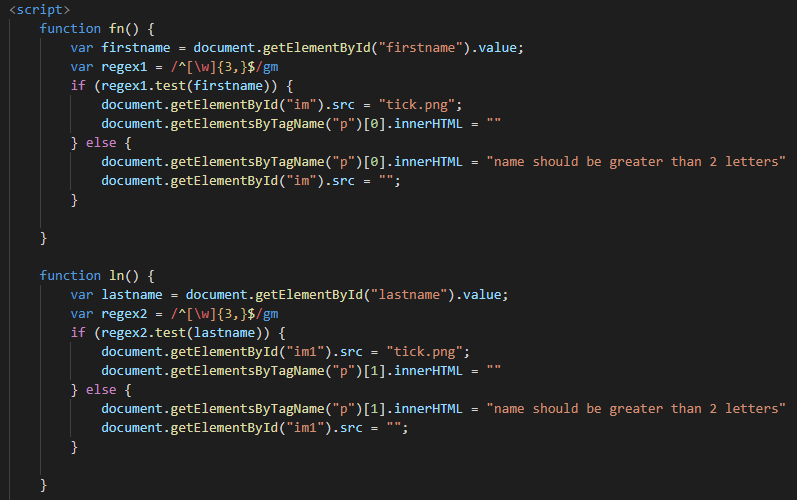 <script>
function fn() {
var firstname = document.getElementById("firstname").value;
var regex1 = /^[\w]{3,}$/gm
if (regex1.test(firstname)) {
document.getElementById("im").src = "tick.png";
document.getElementsByTagName("p")[0].innerHTML = ""
} else {
document.getElementsByTagName("p")[0].innerHTML = "name should be greater than 2 letters"
document.getElementById("im").src = "";
}
}
function ln() {
var lastname = document.getElementById("lastname").value;
var regex2 = /^[\w]{3,}$/gm
if (regex2.test(lastname)) {
document.getElementById("im1").src = "tick.png";
document.getElementsByTagName("p")[1].innerHTML = ""
} else {
document.getElementsByTagName("p")[1].innerHTML = "name should be greater than 2 letters"
document.getElementById("im1").src = "";
}
}